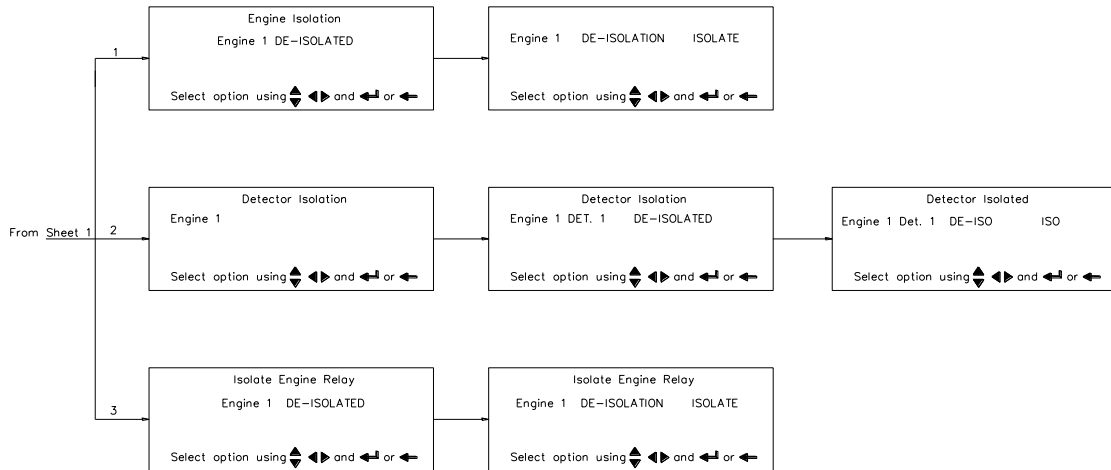 From Sheet 1
1
Engine Isolation
Engine 1 DE-ISOLATED
Select option using and or
Engine 1 DE-ISOLATION ISOLATE
Select option using and or
2
Detector Isolation
Engine 1
Select option using and or
Detector Isolation
Engine 1 DET. 1 DE-ISOLATED
Select option using and or
Detector Isolated
Engine 1 Det. 1 DE-ISO ISO
Select option using and or
3
Isolate Engine Relay
Engine 1 DE-ISOLATED
Select option using and or
Isolate Engine Relay
Engine 1 DE-ISOLATION ISOLATE
Select option using and or